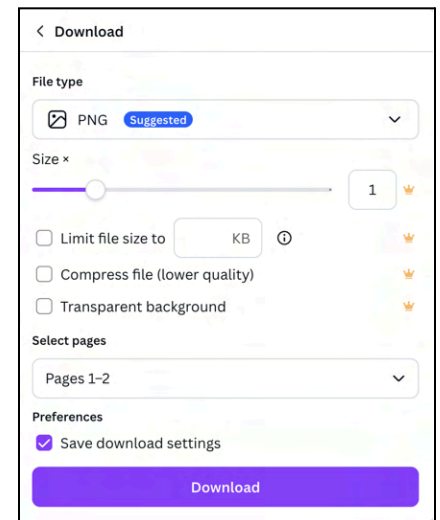 Download
File type
PNG Suggested
Size ×
1
Limit file size to KB
Compress file (lower quality)
Transparent background
Select pages
Pages 1–2
Preferences
Save download settings
Download